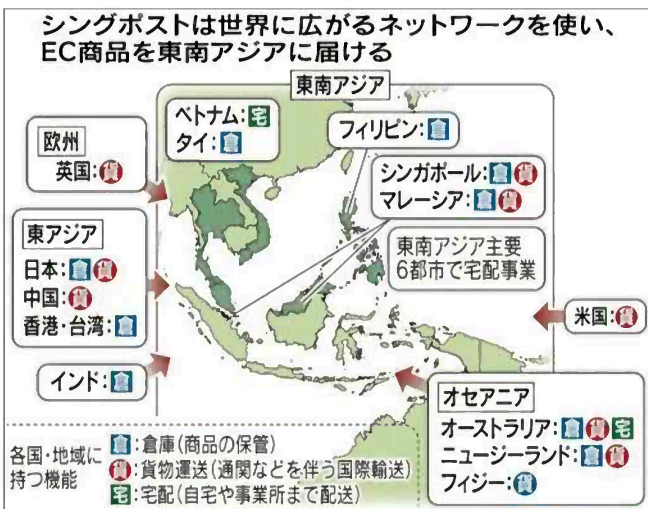 シングポストは世界に広がるネットワークを使い、
EC商品を東南アジアに届ける
東南アジア
ベトナム:宅
タイ:倉
フィリピン:倉
シンガポール:倉 貨
マレーシア:倉 貨
東南アジア主要
6都市で宅配事業
欧州
英国:貨
東アジア
日本:倉 貨
中国:貨
香港・台湾:倉
インド:倉
米国:貨
オセアニア
オーストラリア:倉 貨 宅
ニュージーランド:倉 貨
フィジー:貨
各国・地域に
持つ機能
倉:倉庫(商品の保管)
貨:貨物運送(通関などを伴う国際輸送)
宅:宅配(自宅や事業所まで配送)